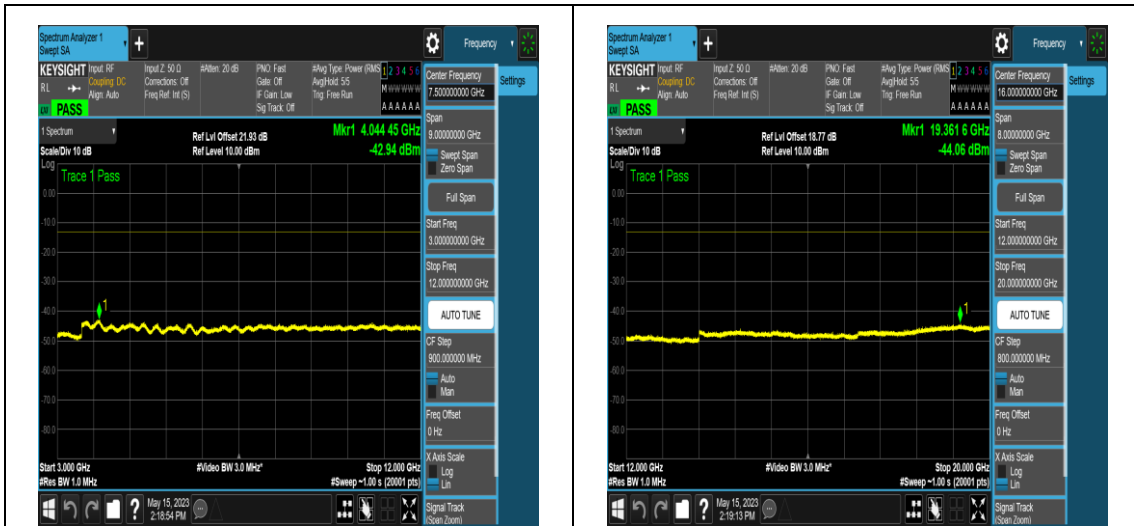 Spectrum Analyzer 1
Swept SA
Frequency
KEYSIGHT
RL
Input: RF
Coupling: DC
Align: Auto
Input Z: 50 Ω
Corrections: Off
Freq Ref: Int (S)
#Atten: 20 dB
PNO: Fast
Gate: Off
IF Gain: Low
Sig Track: Off
#Avg Type: Power (RMS
Avg|Hold: 5/5
Trig: Free Run
1 2 3 4 5 6
M W W W W W
A A A A A A
PASS
1 Spectrum
Scale/Div 10 dB
Ref Lvl Offset 21.93 dB
Ref Level 10.00 dBm
Mkr1 4.044 45 GHz
-42.94 dBm
Log
Trace 1 Pass
0.00
-10.0
-20.0
-30.0
-40.0
-50.0
-60.0
-70.0
-80.0
1
Start 3.000 GHz
#Res BW 1.0 MHz
#Video BW 3.0 MHz*
Stop 12.000 GHz
#Sweep ~1.00 s (20001 pts)
May 15, 2023
2:18:54 PM
Center Frequency
7.500000000 GHz
Settings
Span
9.00000000 GHz
Swept Span
Zero Span
Full Span
Start Freq
3.000000000 GHz
Stop Freq
12.000000000 GHz
AUTO TUNE
CF Step
900.000000 MHz
Auto
Man
Freq Offset
0 Hz
X Axis Scale
Log
Lin
Signal Track
(Span Zoom)
Spectrum Analyzer 1
Swept SA
Frequency
KEYSIGHT
RL
Input: RF
Coupling: DC
Align: Auto
Input Z: 50 Ω
Corrections: Off
Freq Ref: Int (S)
#Atten: 20 dB
PNO: Fast
Gate: Off
IF Gain: Low
Sig Track: Off
#Avg Type: Power (RMS
Avg|Hold: 5/5
Trig: Free Run
1 2 3 4 5 6
M W W W W W
A A A A A A
PASS
1 Spectrum
Scale/Div 10 dB
Ref Lvl Offset 18.77 dB
Ref Level 10.00 dBm
Mkr1 19.361 6 GHz
-44.06 dBm
Log
Trace 1 Pass
0.00
-10.0
-20.0
-30.0
-40.0
-50.0
-60.0
-70.0
-80.0
1
Start 12.000 GHz
#Res BW 1.0 MHz
#Video BW 3.0 MHz*
Stop 20.000 GHz
#Sweep ~1.00 s (20001 pts)
May 15, 2023
2:19:13 PM
Center Frequency
16.000000000 GHz
Settings
Span
8.00000000 GHz
Swept Span
Zero Span
Full Span
Start Freq
12.000000000 GHz
Stop Freq
20.000000000 GHz
AUTO TUNE
CF Step
800.000000 MHz
Auto
Man
Freq Offset
0 Hz
X Axis Scale
Log
Lin
Signal Track
(Span Zoom)